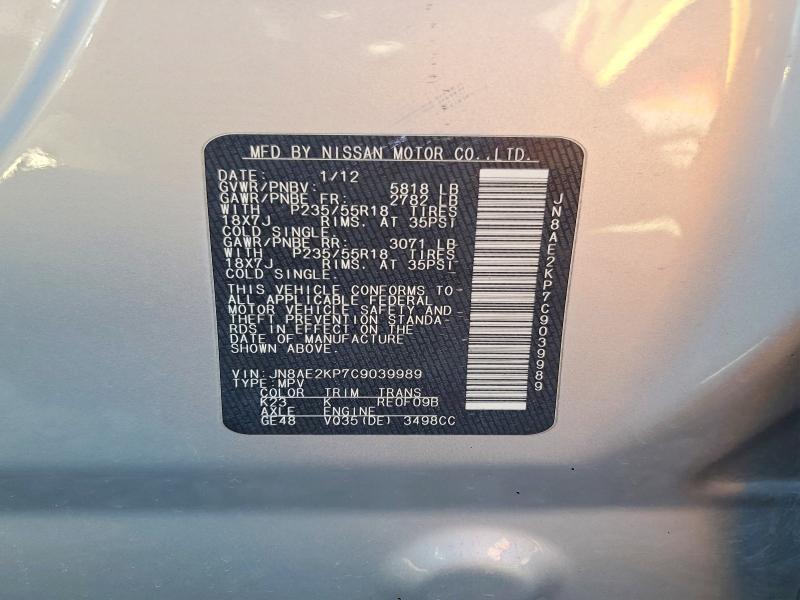 MFD BY NISSAN MOTOR CO.,LTD.
DATE: 1/12
GVWR/PNBV: 5818 LB
GAWR/PNBE FR: 2782 LB
WITH P235/55R18 TIRES
18X7J RIMS. AT 35PSI
COLD SINGLE.
GAWR/PNBE RR: 3071 LB
WITH P235/55R18 TIRES
18X7J RIMS. AT 35PSI
COLD SINGLE.
THIS VEHICLE CONFORMS TO
ALL APPLICABLE FEDERAL
MOTOR VEHICLE SAFETY AND
THEFT PREVENTION STANDA-
RDS IN EFFECT ON THE
DATE OF MANUFACTURE
SHOWN ABOVE.
VIN:JN8AE2KP7C9039989
TYPE:MPV
COLOR TRIM TRANS
K23 K RE0F09B
AXLE ENGINE
GE48 VQ35(DE) 3498CC
JN8AE2KP7C9039989